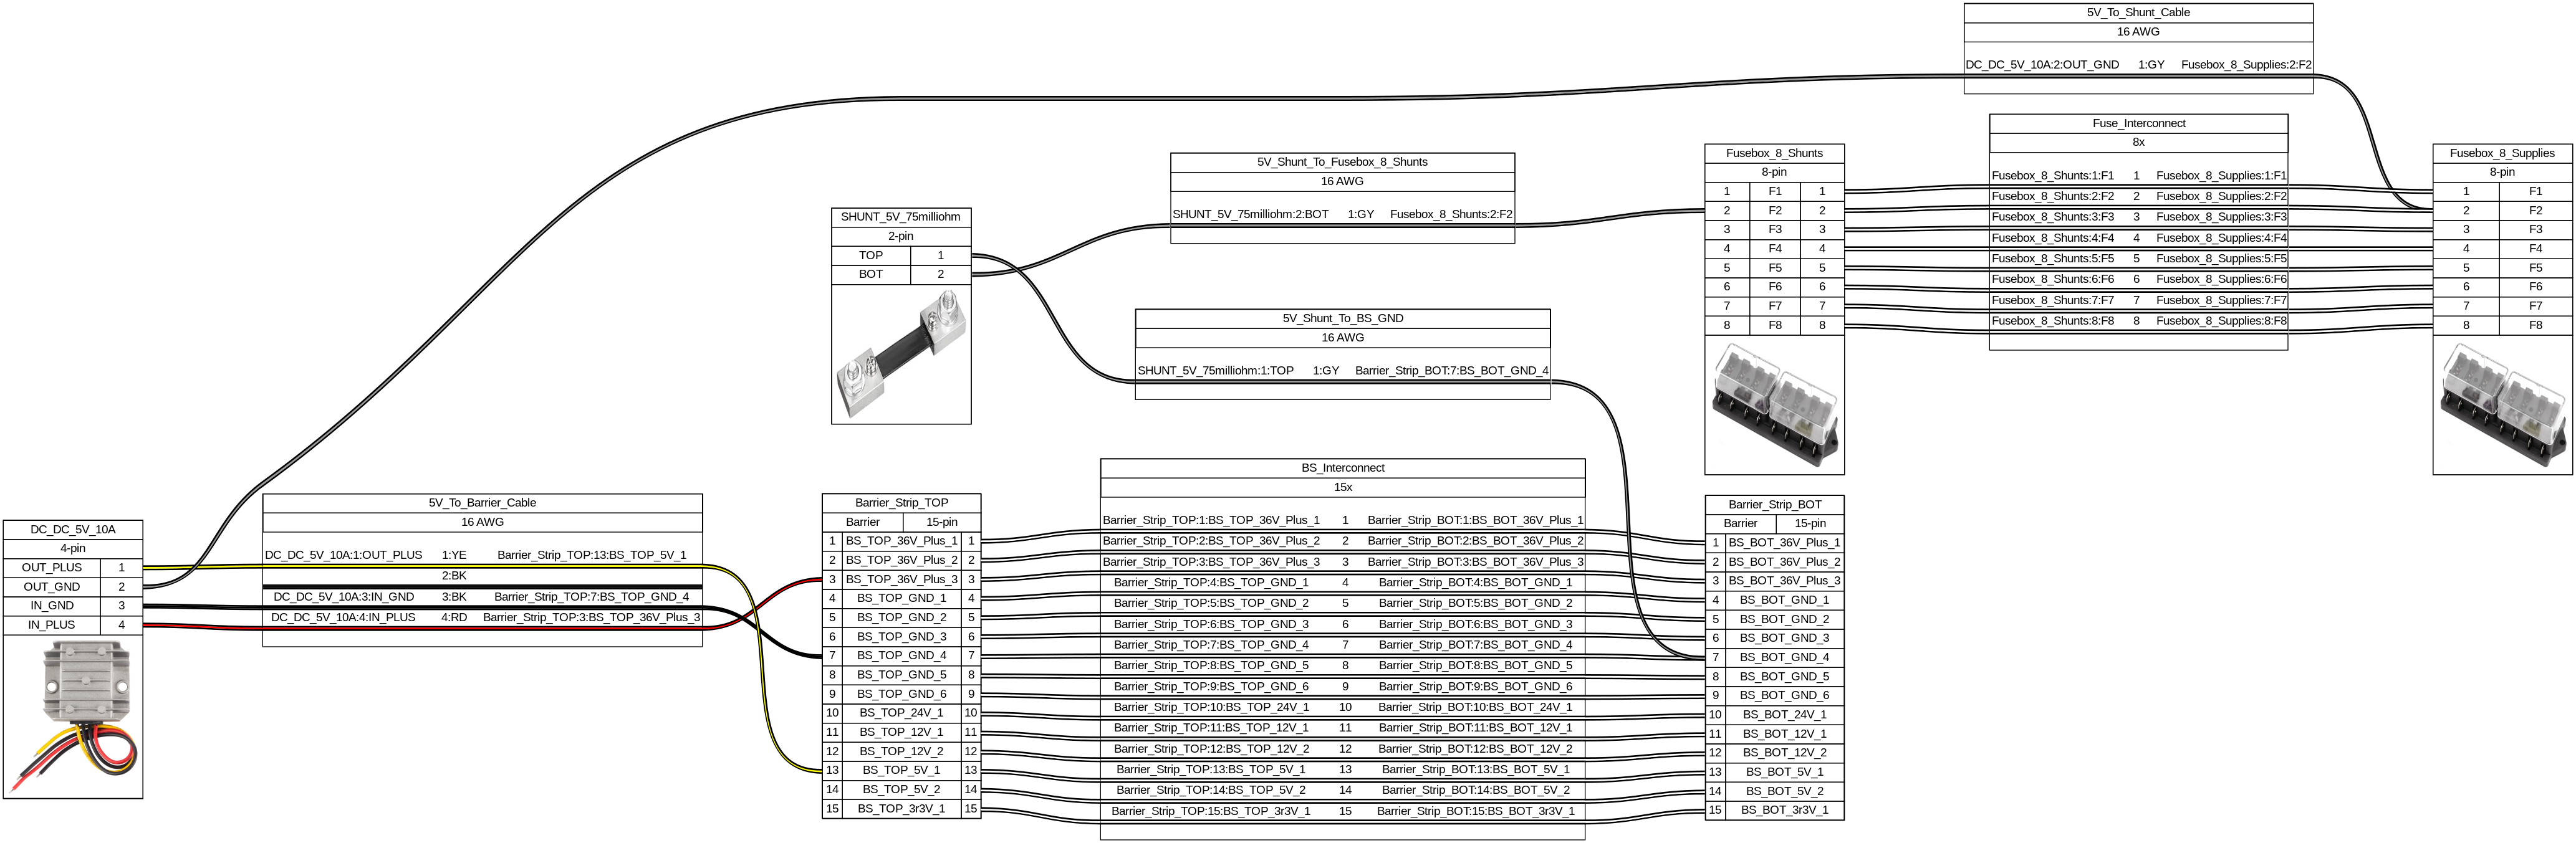 5V_To_Shunt_Cable
16 AWG
DC_DC_5V_10A:2:OUT_GND 1:GY Fusebox_8_Supplies:2:F2
Fuse_Interconnect
8x
Fusebox_8_Shunts:1:F1 1 Fusebox_8_Supplies:1:F1
Fusebox_8_Shunts:2:F2 2 Fusebox_8_Supplies:2:F2
Fusebox_8_Shunts:3:F3 3 Fusebox_8_Supplies:3:F3
Fusebox_8_Shunts:4:F4 4 Fusebox_8_Supplies:4:F4
Fusebox_8_Shunts:5:F5 5 Fusebox_8_Supplies:5:F5
Fusebox_8_Shunts:6:F6 6 Fusebox_8_Supplies:6:F6
Fusebox_8_Shunts:7:F7 7 Fusebox_8_Supplies:7:F7
Fusebox_8_Shunts:8:F8 8 Fusebox_8_Supplies:8:F8
Fusebox_8_Shunts
8-pin
1 F1 1
2 F2 2
3 F3 3
4 F4 4
5 F5 5
6 F6 6
7 F7 7
8 F8 8
Fusebox_8_Supplies
8-pin
1 F1
2 F2
3 F3
4 F4
5 F5
6 F6
7 F7
8 F8
5V_Shunt_To_Fusebox_8_Shunts
16 AWG
SHUNT_5V_75milliohm:2:BOT 1:GY Fusebox_8_Shunts:2:F2
SHUNT_5V_75milliohm
2-pin
TOP 1
BOT 2
5V_Shunt_To_BS_GND
16 AWG
SHUNT_5V_75milliohm:1:TOP 1:GY Barrier_Strip_BOT:7:BS_BOT_GND_4
DC_DC_5V_10A
4-pin
OUT_PLUS 1
OUT_GND 2
IN_GND 3
IN_PLUS 4
5V_To_Barrier_Cable
16 AWG
DC_DC_5V_10A:1:OUT_PLUS 1:YE Barrier_Strip_TOP:13:BS_TOP_5V_1
2:BK
DC_DC_5V_10A:3:IN_GND 3:BK Barrier_Strip_TOP:7:BS_TOP_GND_4
DC_DC_5V_10A:4:IN_PLUS 4:RD Barrier_Strip_TOP:3:BS_TOP_36V_Plus_3
Barrier_Strip_TOP
Barrier 15-pin
1 BS_TOP_36V_Plus_1 1
2 BS_TOP_36V_Plus_2 2
3 BS_TOP_36V_Plus_3 3
4 BS_TOP_GND_1 4
5 BS_TOP_GND_2 5
6 BS_TOP_GND_3 6
7 BS_TOP_GND_4 7
8 BS_TOP_GND_5 8
9 BS_TOP_GND_6 9
10 BS_TOP_24V_1 10
11 BS_TOP_12V_1 11
12 BS_TOP_12V_2 12
13 BS_TOP_5V_1 13
14 BS_TOP_5V_2 14
15 BS_TOP_3r3V_1 15
BS_Interconnect
15x
Barrier_Strip_TOP:1:BS_TOP_36V_Plus_1 1 Barrier_Strip_BOT:1:BS_BOT_36V_Plus_1
Barrier_Strip_TOP:2:BS_TOP_36V_Plus_2 2 Barrier_Strip_BOT:2:BS_BOT_36V_Plus_2
Barrier_Strip_TOP:3:BS_TOP_36V_Plus_3 3 Barrier_Strip_BOT:3:BS_BOT_36V_Plus_3
Barrier_Strip_TOP:4:BS_TOP_GND_1 4 Barrier_Strip_BOT:4:BS_BOT_GND_1
Barrier_Strip_TOP:5:BS_TOP_GND_2 5 Barrier_Strip_BOT:5:BS_BOT_GND_2
Barrier_Strip_TOP:6:BS_TOP_GND_3 6 Barrier_Strip_BOT:6:BS_BOT_GND_3
Barrier_Strip_TOP:7:BS_TOP_GND_4 7 Barrier_Strip_BOT:7:BS_BOT_GND_4
Barrier_Strip_TOP:8:BS_TOP_GND_5 8 Barrier_Strip_BOT:8:BS_BOT_GND_5
Barrier_Strip_TOP:9:BS_TOP_GND_6 9 Barrier_Strip_BOT:9:BS_BOT_GND_6
Barrier_Strip_TOP:10:BS_TOP_24V_1 10 Barrier_Strip_BOT:10:BS_BOT_24V_1
Barrier_Strip_TOP:11:BS_TOP_12V_1 11 Barrier_Strip_BOT:11:BS_BOT_12V_1
Barrier_Strip_TOP:12:BS_TOP_12V_2 12 Barrier_Strip_BOT:12:BS_BOT_12V_2
Barrier_Strip_TOP:13:BS_TOP_5V_1 13 Barrier_Strip_BOT:13:BS_BOT_5V_1
Barrier_Strip_TOP:14:BS_TOP_5V_2 14 Barrier_Strip_BOT:14:BS_BOT_5V_2
Barrier_Strip_TOP:15:BS_TOP_3r3V_1 15 Barrier_Strip_BOT:15:BS_BOT_3r3V_1
Barrier_Strip_BOT
Barrier 15-pin
1 BS_BOT_36V_Plus_1
2 BS_BOT_36V_Plus_2
3 BS_BOT_36V_Plus_3
4 BS_BOT_GND_1
5 BS_BOT_GND_2
6 BS_BOT_GND_3
7 BS_BOT_GND_4
8 BS_BOT_GND_5
9 BS_BOT_GND_6
10 BS_BOT_24V_1
11 BS_BOT_12V_1
12 BS_BOT_12V_2
13 BS_BOT_5V_1
14 BS_BOT_5V_2
15 BS_BOT_3r3V_1